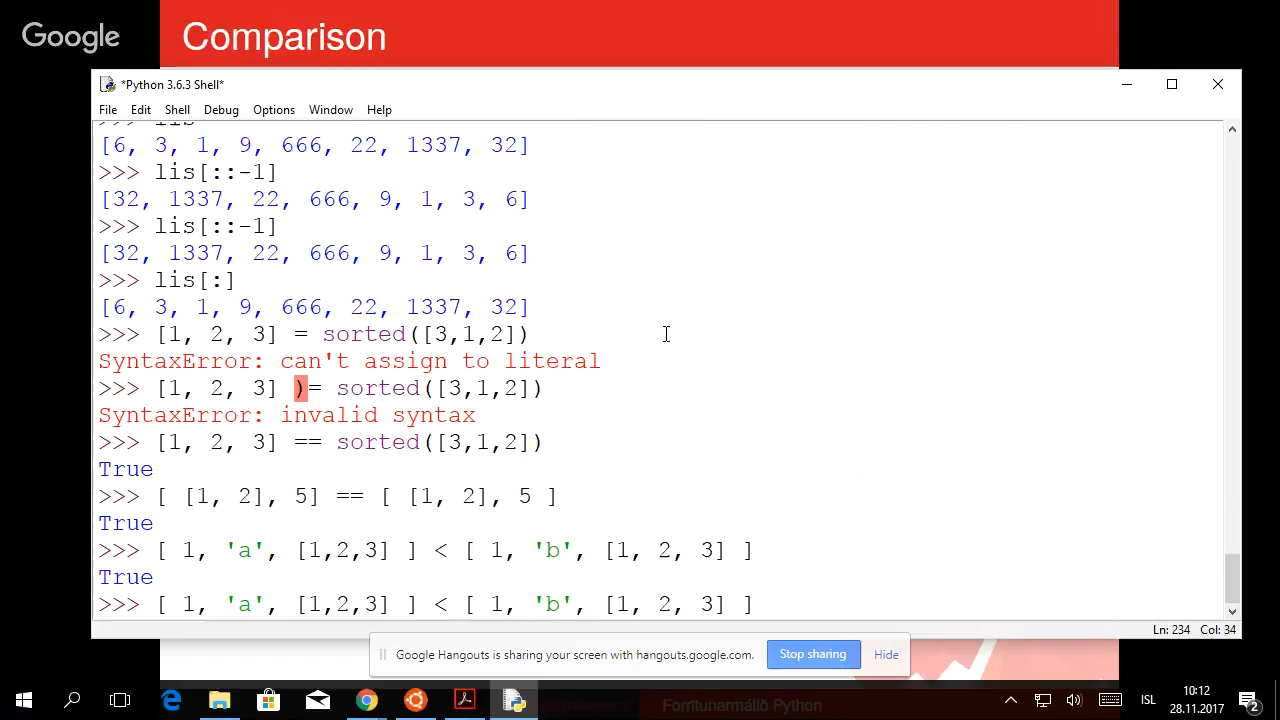 Google
Comparison
*Python 3.6.3 Shell*
File Edit Shell Debug Options Window Help
>>> lis
[6, 3, 1, 9, 666, 22, 1337, 32]
>>> lis[::-1]
[32, 1337, 22, 666, 9, 1, 3, 6]
>>> lis[::-1]
[32, 1337, 22, 666, 9, 1, 3, 6]
>>> lis[:]
[6, 3, 1, 9, 666, 22, 1337, 32]
>>> [1, 2, 3] = sorted([3,1,2])
SyntaxError: can't assign to literal
>>> [1, 2, 3] )= sorted([3,1,2])
SyntaxError: invalid syntax
>>> [1, 2, 3] == sorted([3,1,2])
True
>>> [ [1, 2], 5] == [ [1, 2], 5 ]
True
>>> [ 1, 'a', [1,2,3] ] < [ 1, 'b', [1, 2, 3] ]
True
>>> [ 1, 'a', [1,2,3] ] < [ 1, 'b', [1, 2, 3] ]
Ln: 234 Col: 34
Google Hangouts is sharing your screen with hangouts.google.com. Stop sharing Hide
Forritunarmálið Python
ISL
10:12
28.11.2017
2